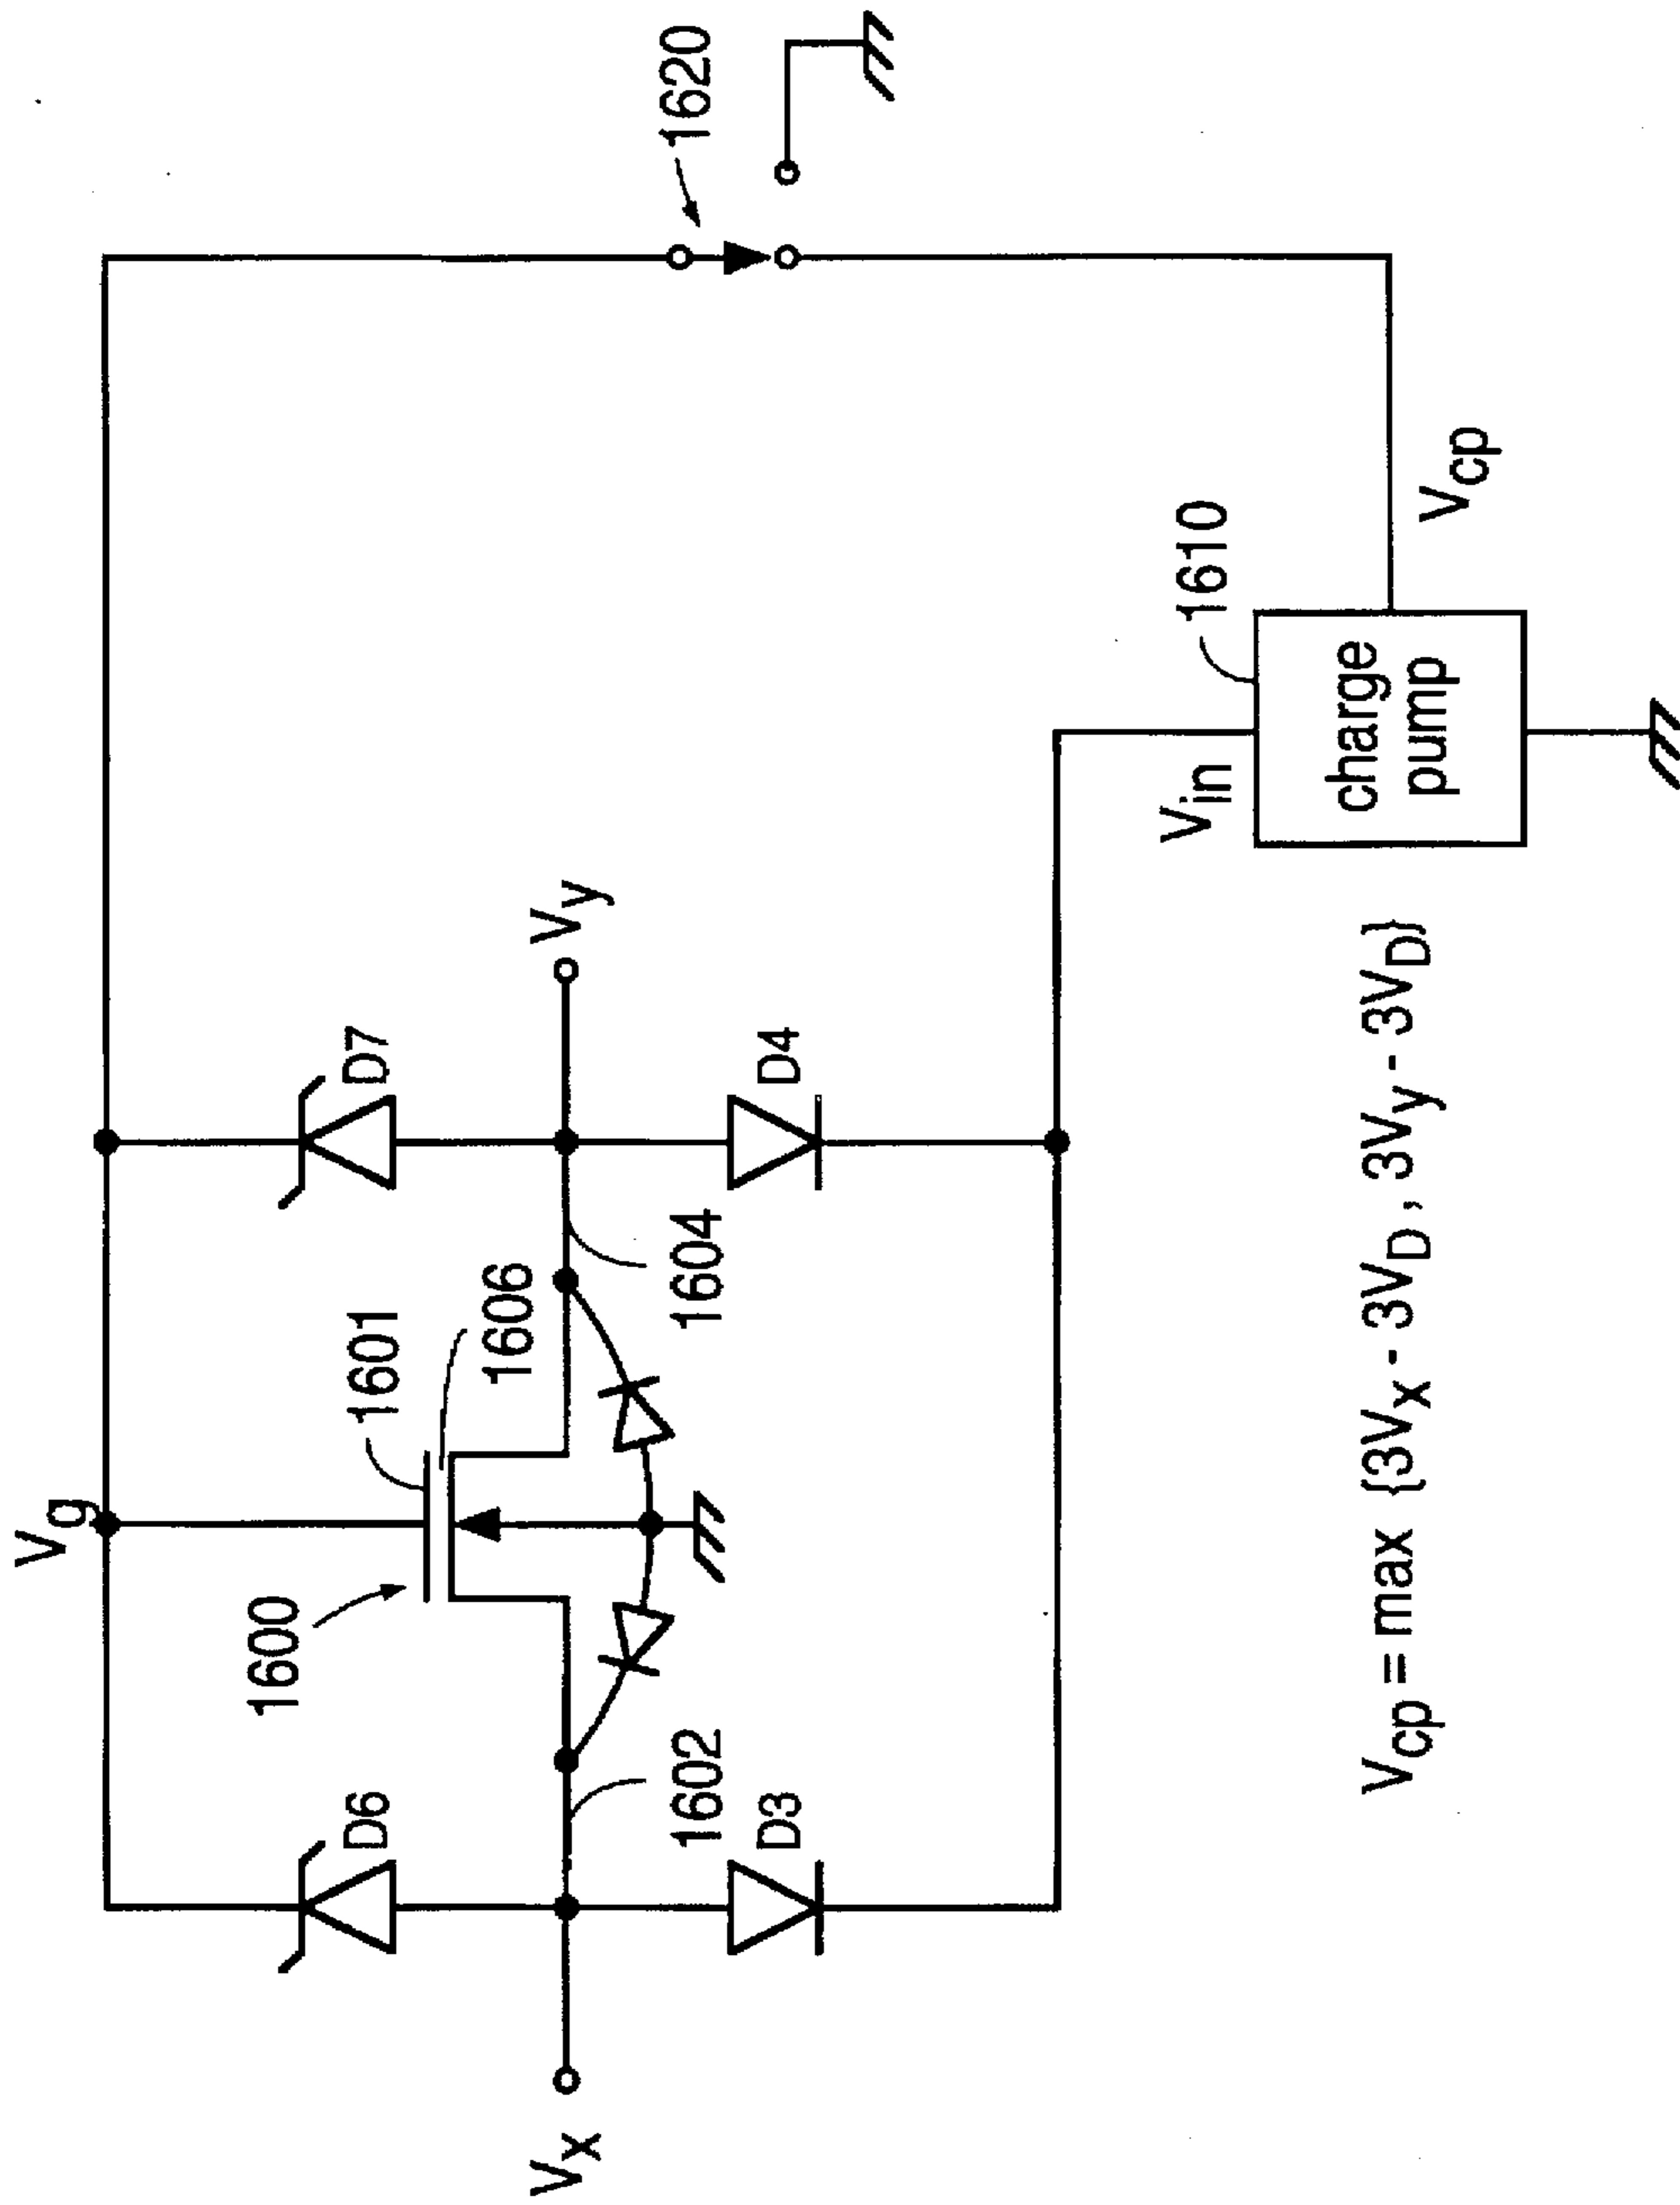 Vg
1600
1601
1606
D6
D7
Vx
Vy
1602
1604
D3
D4
1620
Vin
1610
charge
pump
Vcp
Vcp = max {3Vx - 3VD, 3Vy - 3VD}